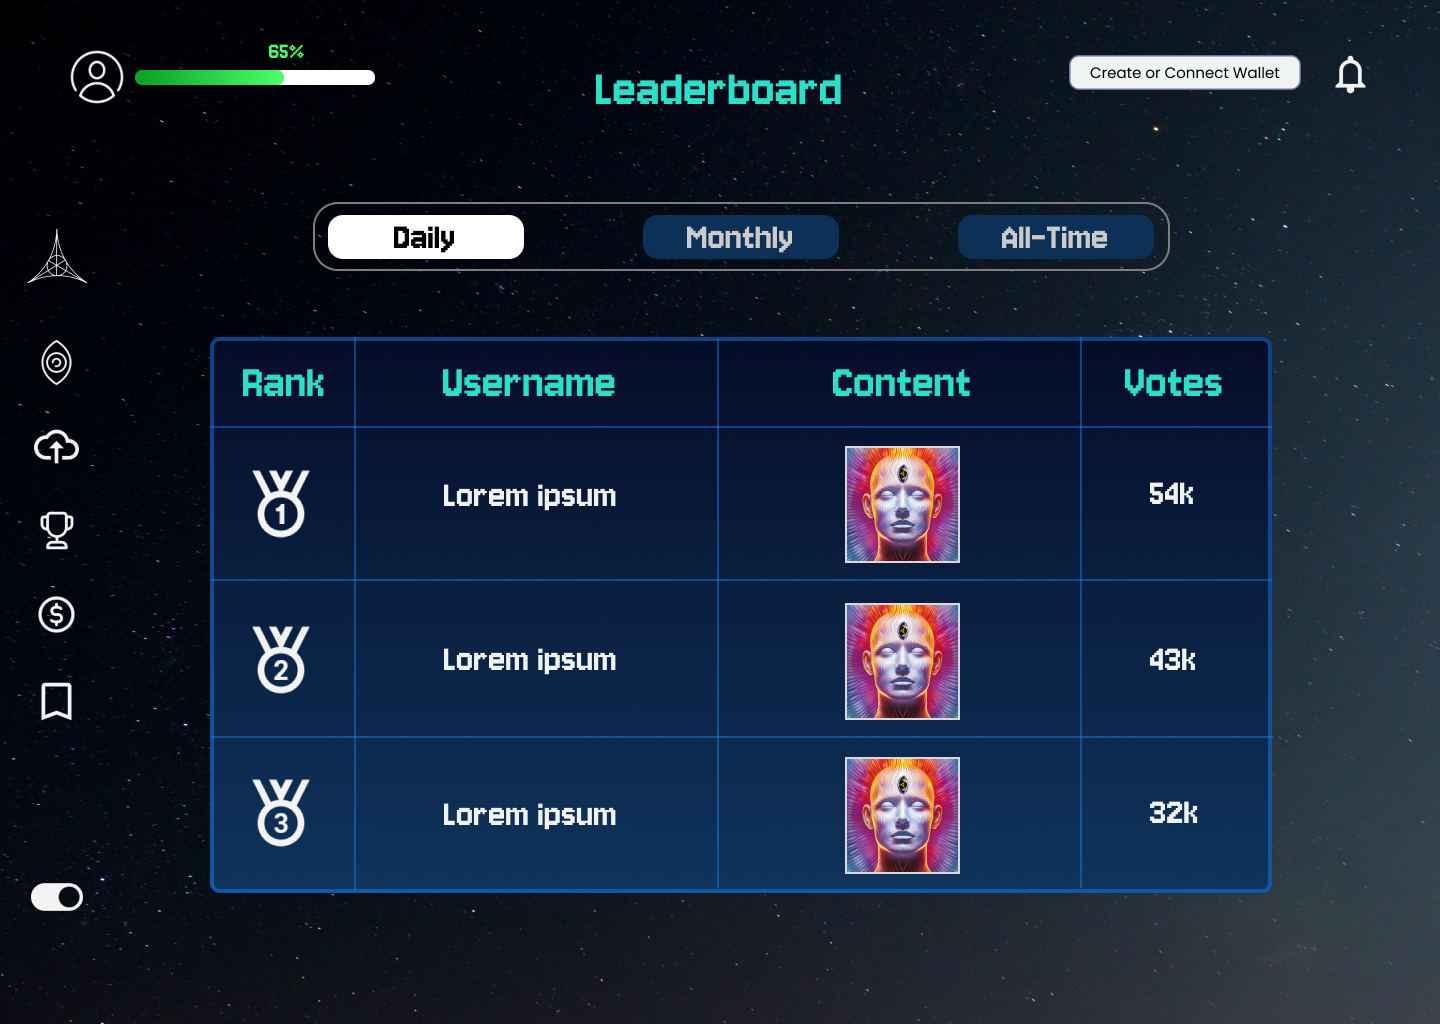 65%
Leaderboard
Create or Connect Wallet
Daily
Monthly
All-Time
Rank
Username
Content
Votes
1
Lorem ipsum
54k
2
Lorem ipsum
43k
3
Lorem ipsum
32k